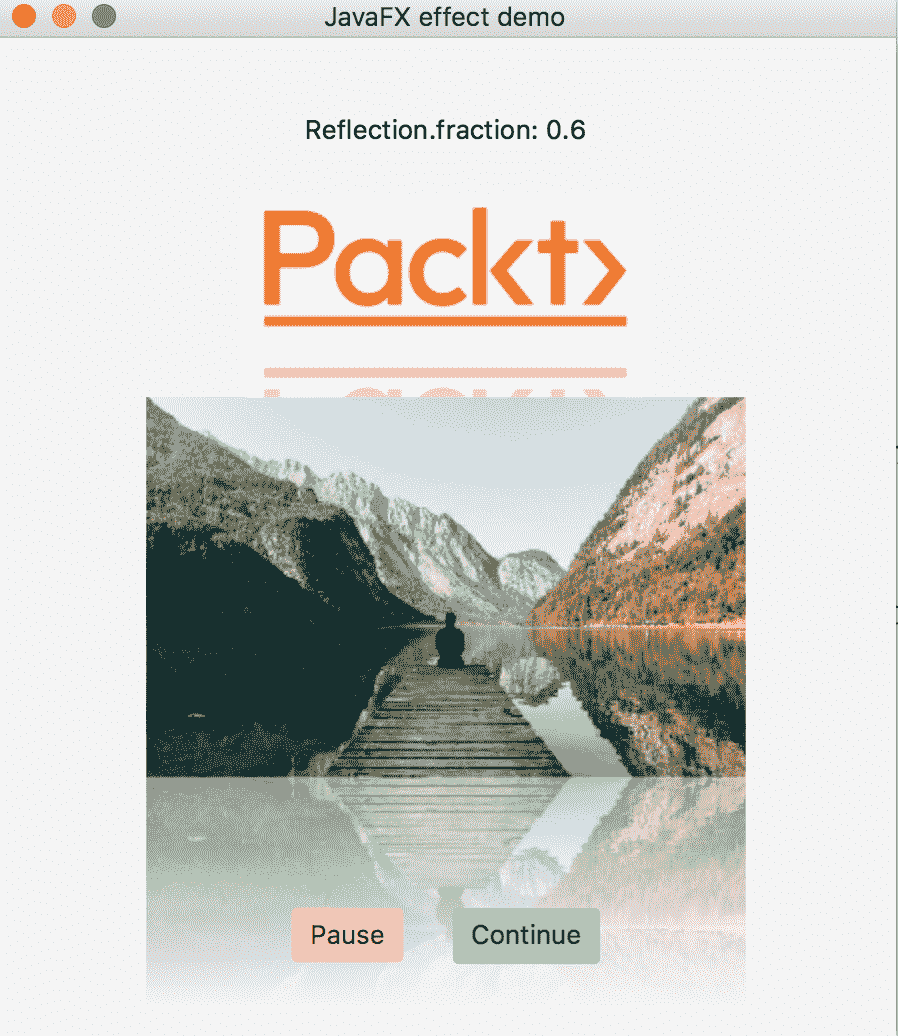 JavaFX effect demo
Reflection.fraction: 0.6
Packt
Pause
Continue